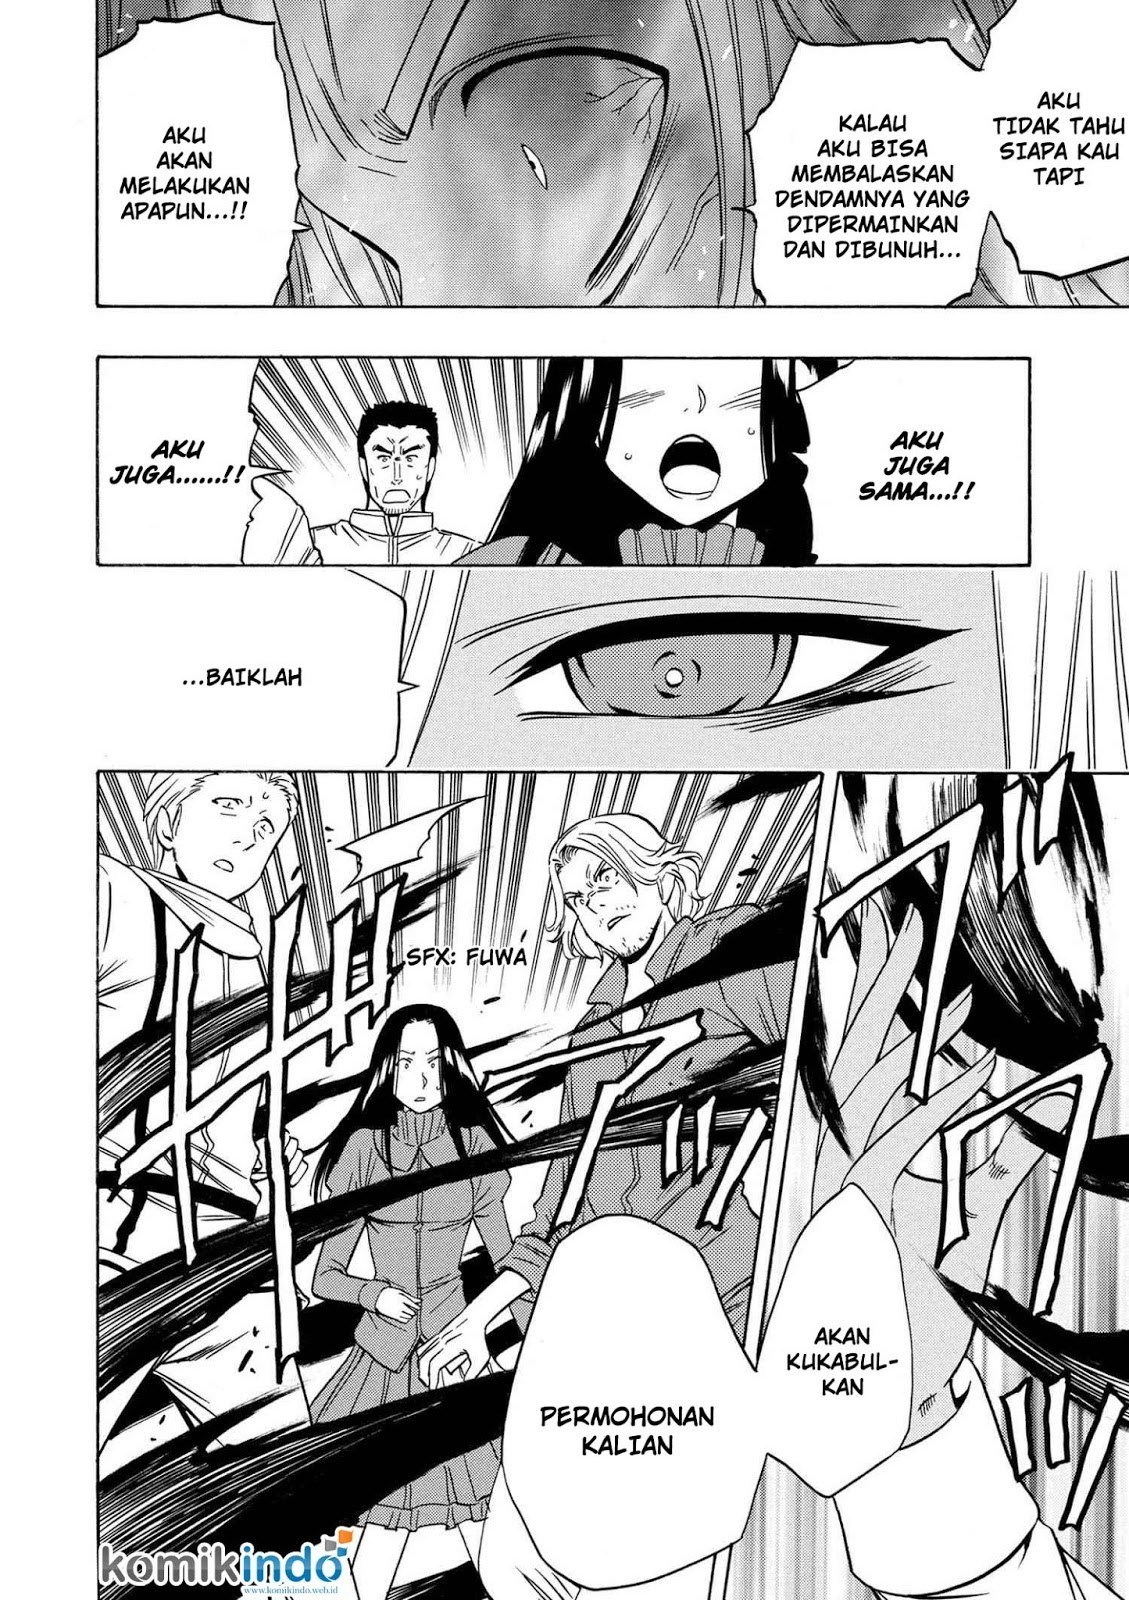 AKU
TIDAK TAHU
SIAPA KAU
TAPI
KALAU
AKU BISA
MEMBALASKAN
DENDAMNYA YANG
DIPERMAINKAN
DAN DIBUNUH...
AKU
AKAN
MELAKUKAN
APAPUN...!!
AKU
JUGA
SAMA...!!
AKU
JUGA......!!
...BAIKLAH
AKAN
KUKABUL-
KAN
PERMOHONAN
KALIAN
SFX: FUWA
komikindo
www.komikindo.web.id